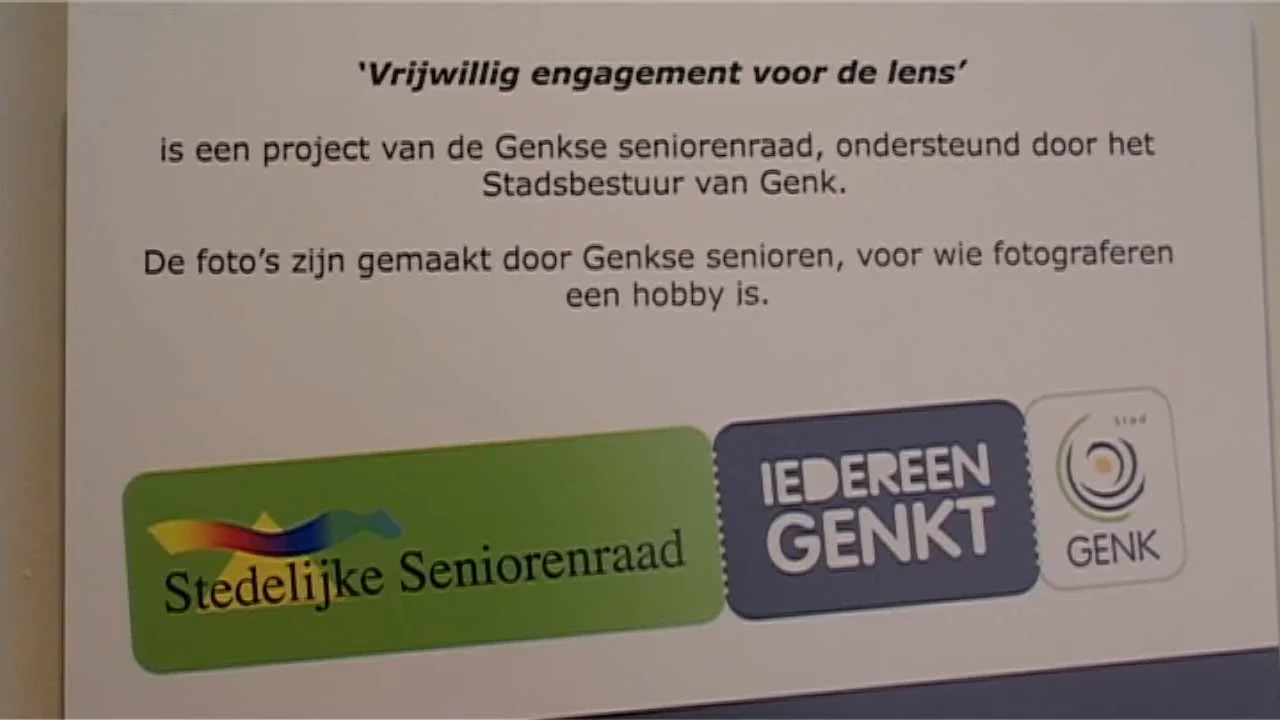 ‘Vrijwillig engagement voor de lens’
is een project van de Genkse seniorenraad, ondersteund door het
Stadsbestuur van Genk.
De foto’s zijn gemaakt door Genkse senioren, voor wie fotograferen
een hobby is.
Stedelijke Seniorenraad
IEDEREEN
GENKT
Stad
GENK